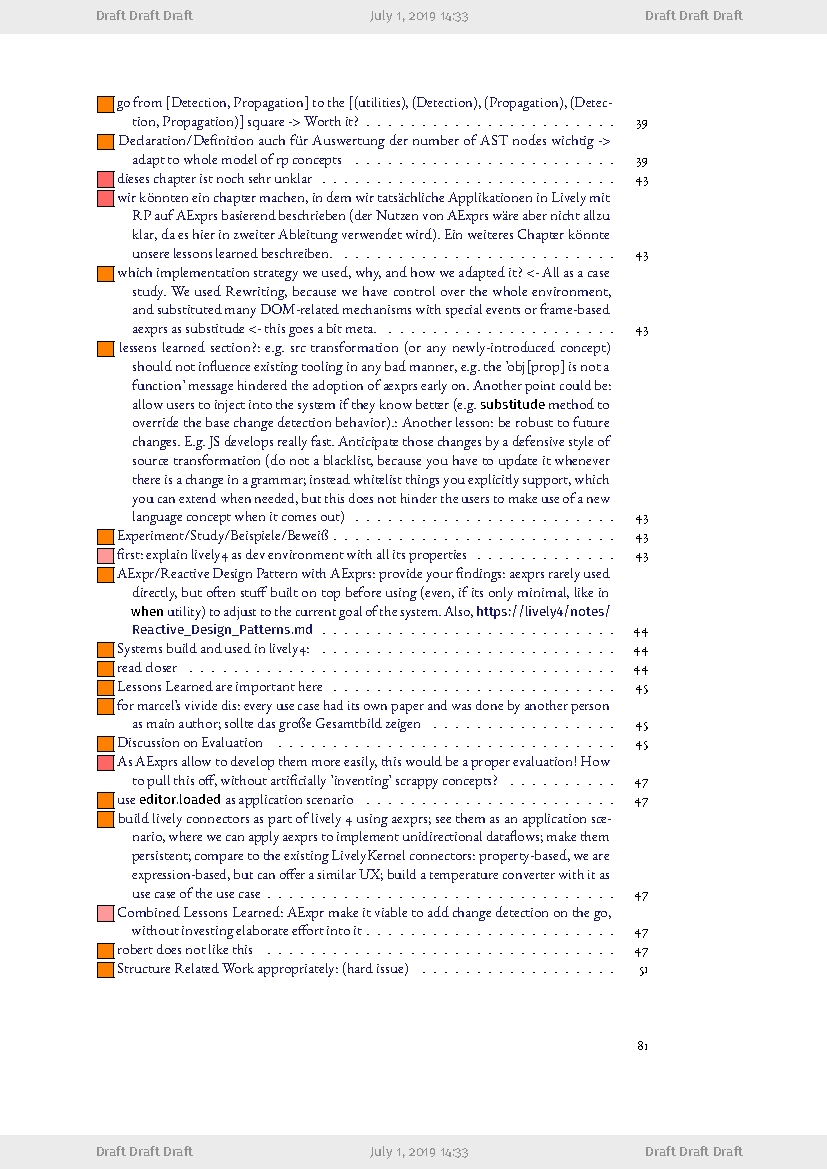 Draft Draft Draft July 1, 2019 14:33 Draft Draft Draft
go from [Detection, Propagation] to the [(utilities), (Detection), (Propagation), (Detec-
tion, Propagation)] square -> Worth it? . . . . . . . . . . . . . . . . . . . . . . . . 39
Declaration/Definition auch für Auswertung der number of AST nodes wichtig ->
adapt to whole model of rp concepts . . . . . . . . . . . . . . . . . . . . . . . . . 39
dieses chapter ist noch sehr unklar . . . . . . . . . . . . . . . . . . . . . . . . . . . . 43
wir könnten ein chapter machen, in dem wir tatsächliche Applikationen in Lively mit
RP auf AExprs basierend beschrieben (der Nutzen von AExprs wäre aber nicht allzu
klar, da es hier in zweiter Ableitung verwendet wird). Ein weiteres Chapter könnte
unsere lessons learned beschreiben. . . . . . . . . . . . . . . . . . . . . . . . . . . 43
which implementation strategy we used, why, and how we adapted it? <- All as a case
study. We used Rewriting, because we have control over the whole environment,
and substituted many DOM-related mechanisms with special events or frame-based
aexprs as substitude <- this goes a bit meta. . . . . . . . . . . . . . . . . . . . . . . 43
lessens learned section?: e.g. src transformation (or any newly-introduced concept)
should not influence existing tooling in any bad manner, e.g. the 'obj[prop] is not a
function' message hindered the adoption of aexprs early on. Another point could be:
allow users to inject into the system if they know better (e.g. substitude method to
override the base change detection behavior).: Another lesson: be robust to future
changes. E.g. JS develops really fast. Anticipate those changes by a defensive style of
source transformation (do not a blacklist, because you have to update it whenever
there is a change in a grammar; instead whitelist things you explicitly support, which
you can extend when needed, but this does not hinder the users to make use of a new
language concept when it comes out) . . . . . . . . . . . . . . . . . . . . . . . . . 43
Experiment/Study/Beispiele/Beweiß . . . . . . . . . . . . . . . . . . . . . . . . . . . 43
first: explain lively4 as dev environment with all its properties . . . . . . . . . . . . . 43
AExpr/Reactive Design Pattern with AExprs: provide your findings: aexprs rarely used
directly, but often stuff built on top before using (even, if its only minimal, like in
when utility) to adjust to the current goal of the system. Also, https://lively4/notes/
Reactive_Design_Patterns.md . . . . . . . . . . . . . . . . . . . . . . . . . . . . 44
Systems build and used in lively4: . . . . . . . . . . . . . . . . . . . . . . . . . . . . 44
read closer . . . . . . . . . . . . . . . . . . . . . . . . . . . . . . . . . . . . . . . . 44
Lessons Learned are important here . . . . . . . . . . . . . . . . . . . . . . . . . . . 45
for marcel's vivide dis: every use case had its own paper and was done by another person
as main author; sollte das große Gesamtbild zeigen . . . . . . . . . . . . . . . . . 45
Discussion on Evaluation . . . . . . . . . . . . . . . . . . . . . . . . . . . . . . . . 45
As AExprs allow to develop them more easily, this would be a proper evaluation! How
to pull this off, without artificially 'inventing' scrappy concepts? . . . . . . . . . . 47
use editor.loaded as application scenario . . . . . . . . . . . . . . . . . . . . . . . . 47
build lively connectors as part of lively 4 using aexprs; see them as an application sce-
nario, where we can apply aexprs to implement unidirectional dataflows; make them
persistent; compare to the existing LivelyKernel connectors: property-based, we are
expression-based, but can offer a similar UX; build a temperature converter with it as
use case of the use case . . . . . . . . . . . . . . . . . . . . . . . . . . . . . . . . . 47
Combined Lessons Learned: AExpr make it viable to add change detection on the go,
without investing elaborate effort into it . . . . . . . . . . . . . . . . . . . . . . . . 47
robert does not like this . . . . . . . . . . . . . . . . . . . . . . . . . . . . . . . . . 47
Structure Related Work appropriately: (hard issue) . . . . . . . . . . . . . . . . . . . 51
81
Draft Draft Draft July 1, 2019 14:33 Draft Draft Draft